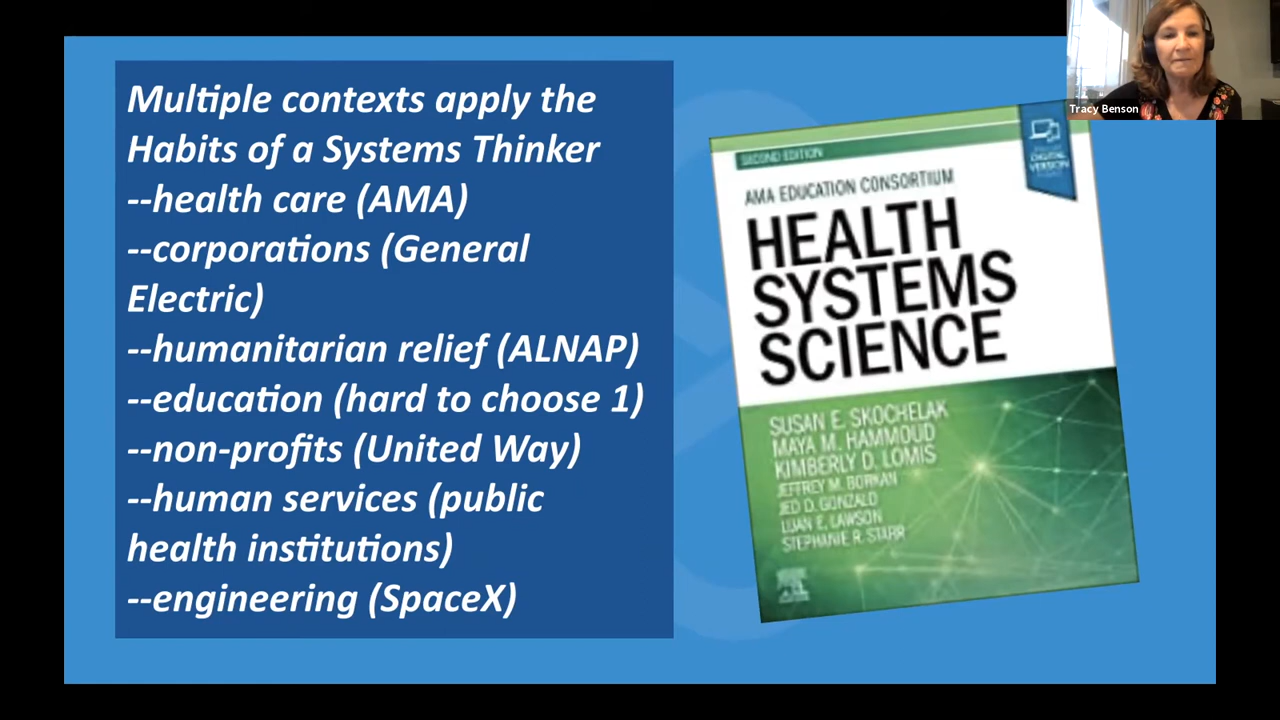 Multiple contexts apply the
Habits of a Systems Thinker
--health care (AMA)
--corporations (General
Electric)
--humanitarian relief (ALNAP)
--education (hard to choose 1)
--non-profits (United Way)
--human services (public
health institutions)
--engineering (SpaceX)
Tracy Benson
SECOND EDITION
DIGITAL
VERSION
AMA EDUCATION CONSORTIUM
HEALTH
SYSTEMS
SCIENCE
SUSAN E. SKOCHELAK
MAYA M. HAMMOUD
KIMBERLY D. LOMIS
JEFFREY M. BORKAN
JED D. GONZALO
LUAN E. LAWSON
STEPHANIE R. STARR